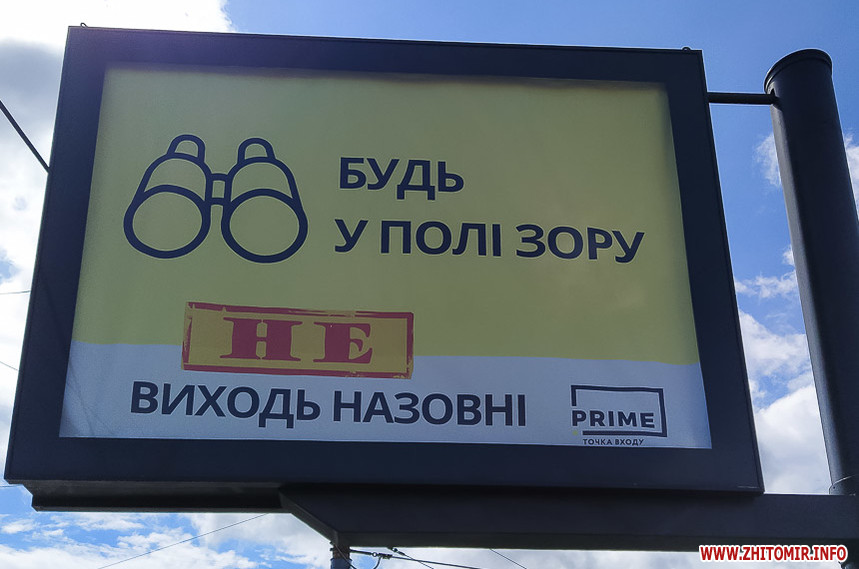 БУДЬ
У ПОЛІ ЗОРУ
НЕ
ВИХОДЬ НАЗОВНІ
PRIME
ТОЧКА ВХОДУ
WWW.ZHITOMIR.INFO